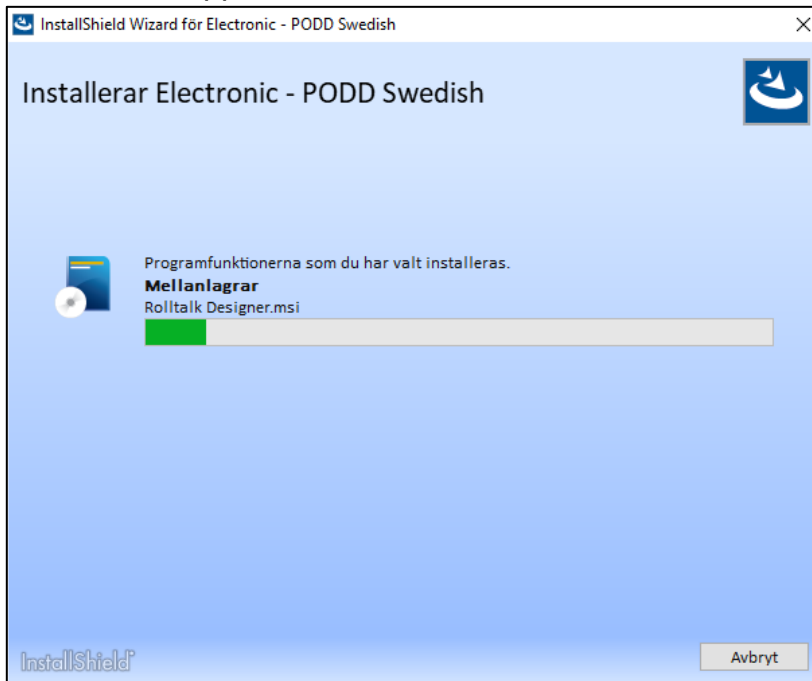 InstallShield Wizard för Electronic - PODD Swedish
Installerar Electronic - PODD Swedish
Programfunktionerna som du har valt installeras.
Mellanlagrar
Rolltalk Designer.msi
InstallShield
Avbryt